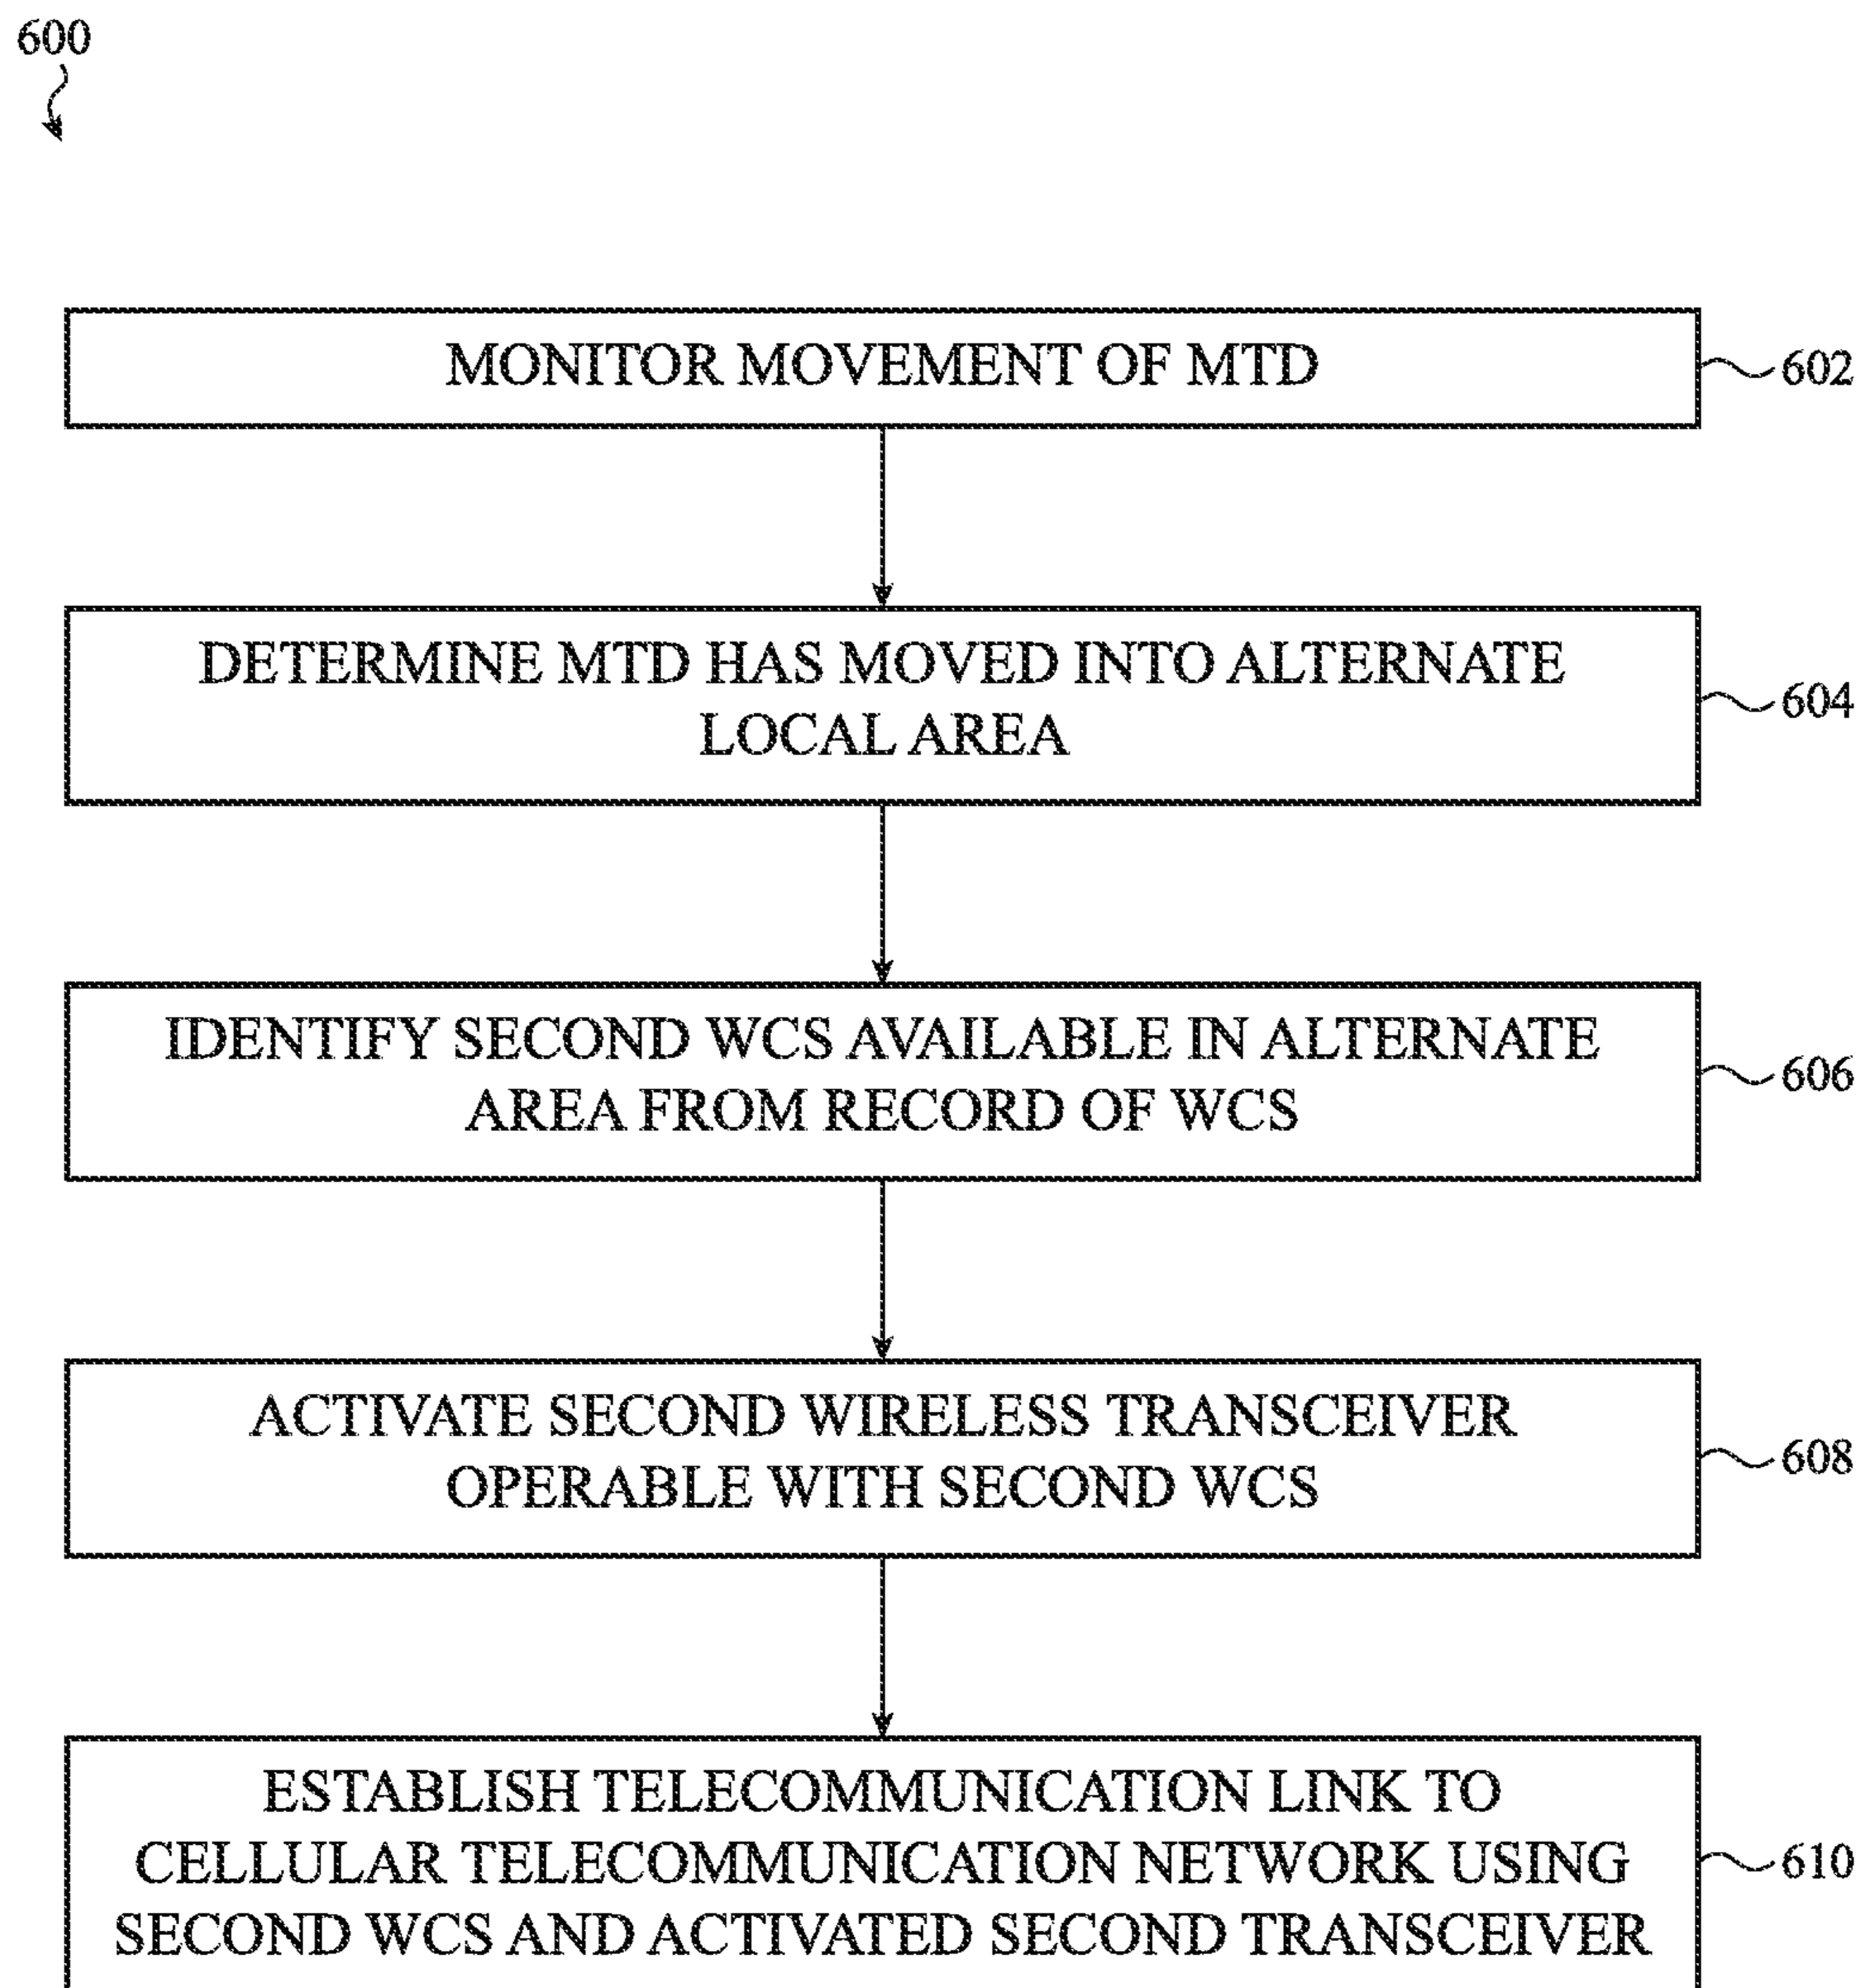 600
MONITOR MOVEMENT OF MTD
602
DETERMINE MTD HAS MOVED INTO ALTERNATE
LOCAL AREA
604
IDENTIFY SECOND WCS AVAILABLE IN ALTERNATE
AREA FROM RECORD OF WCS
606
ACTIVATE SECOND WIRELESS TRANSCEIVER
OPERABLE WITH SECOND WCS
608
ESTABLISH TELECOMMUNICATION LINK TO
CELLULAR TELECOMMUNICATION NETWORK USING
SECOND WCS AND ACTIVATED SECOND TRANSCEIVER
610